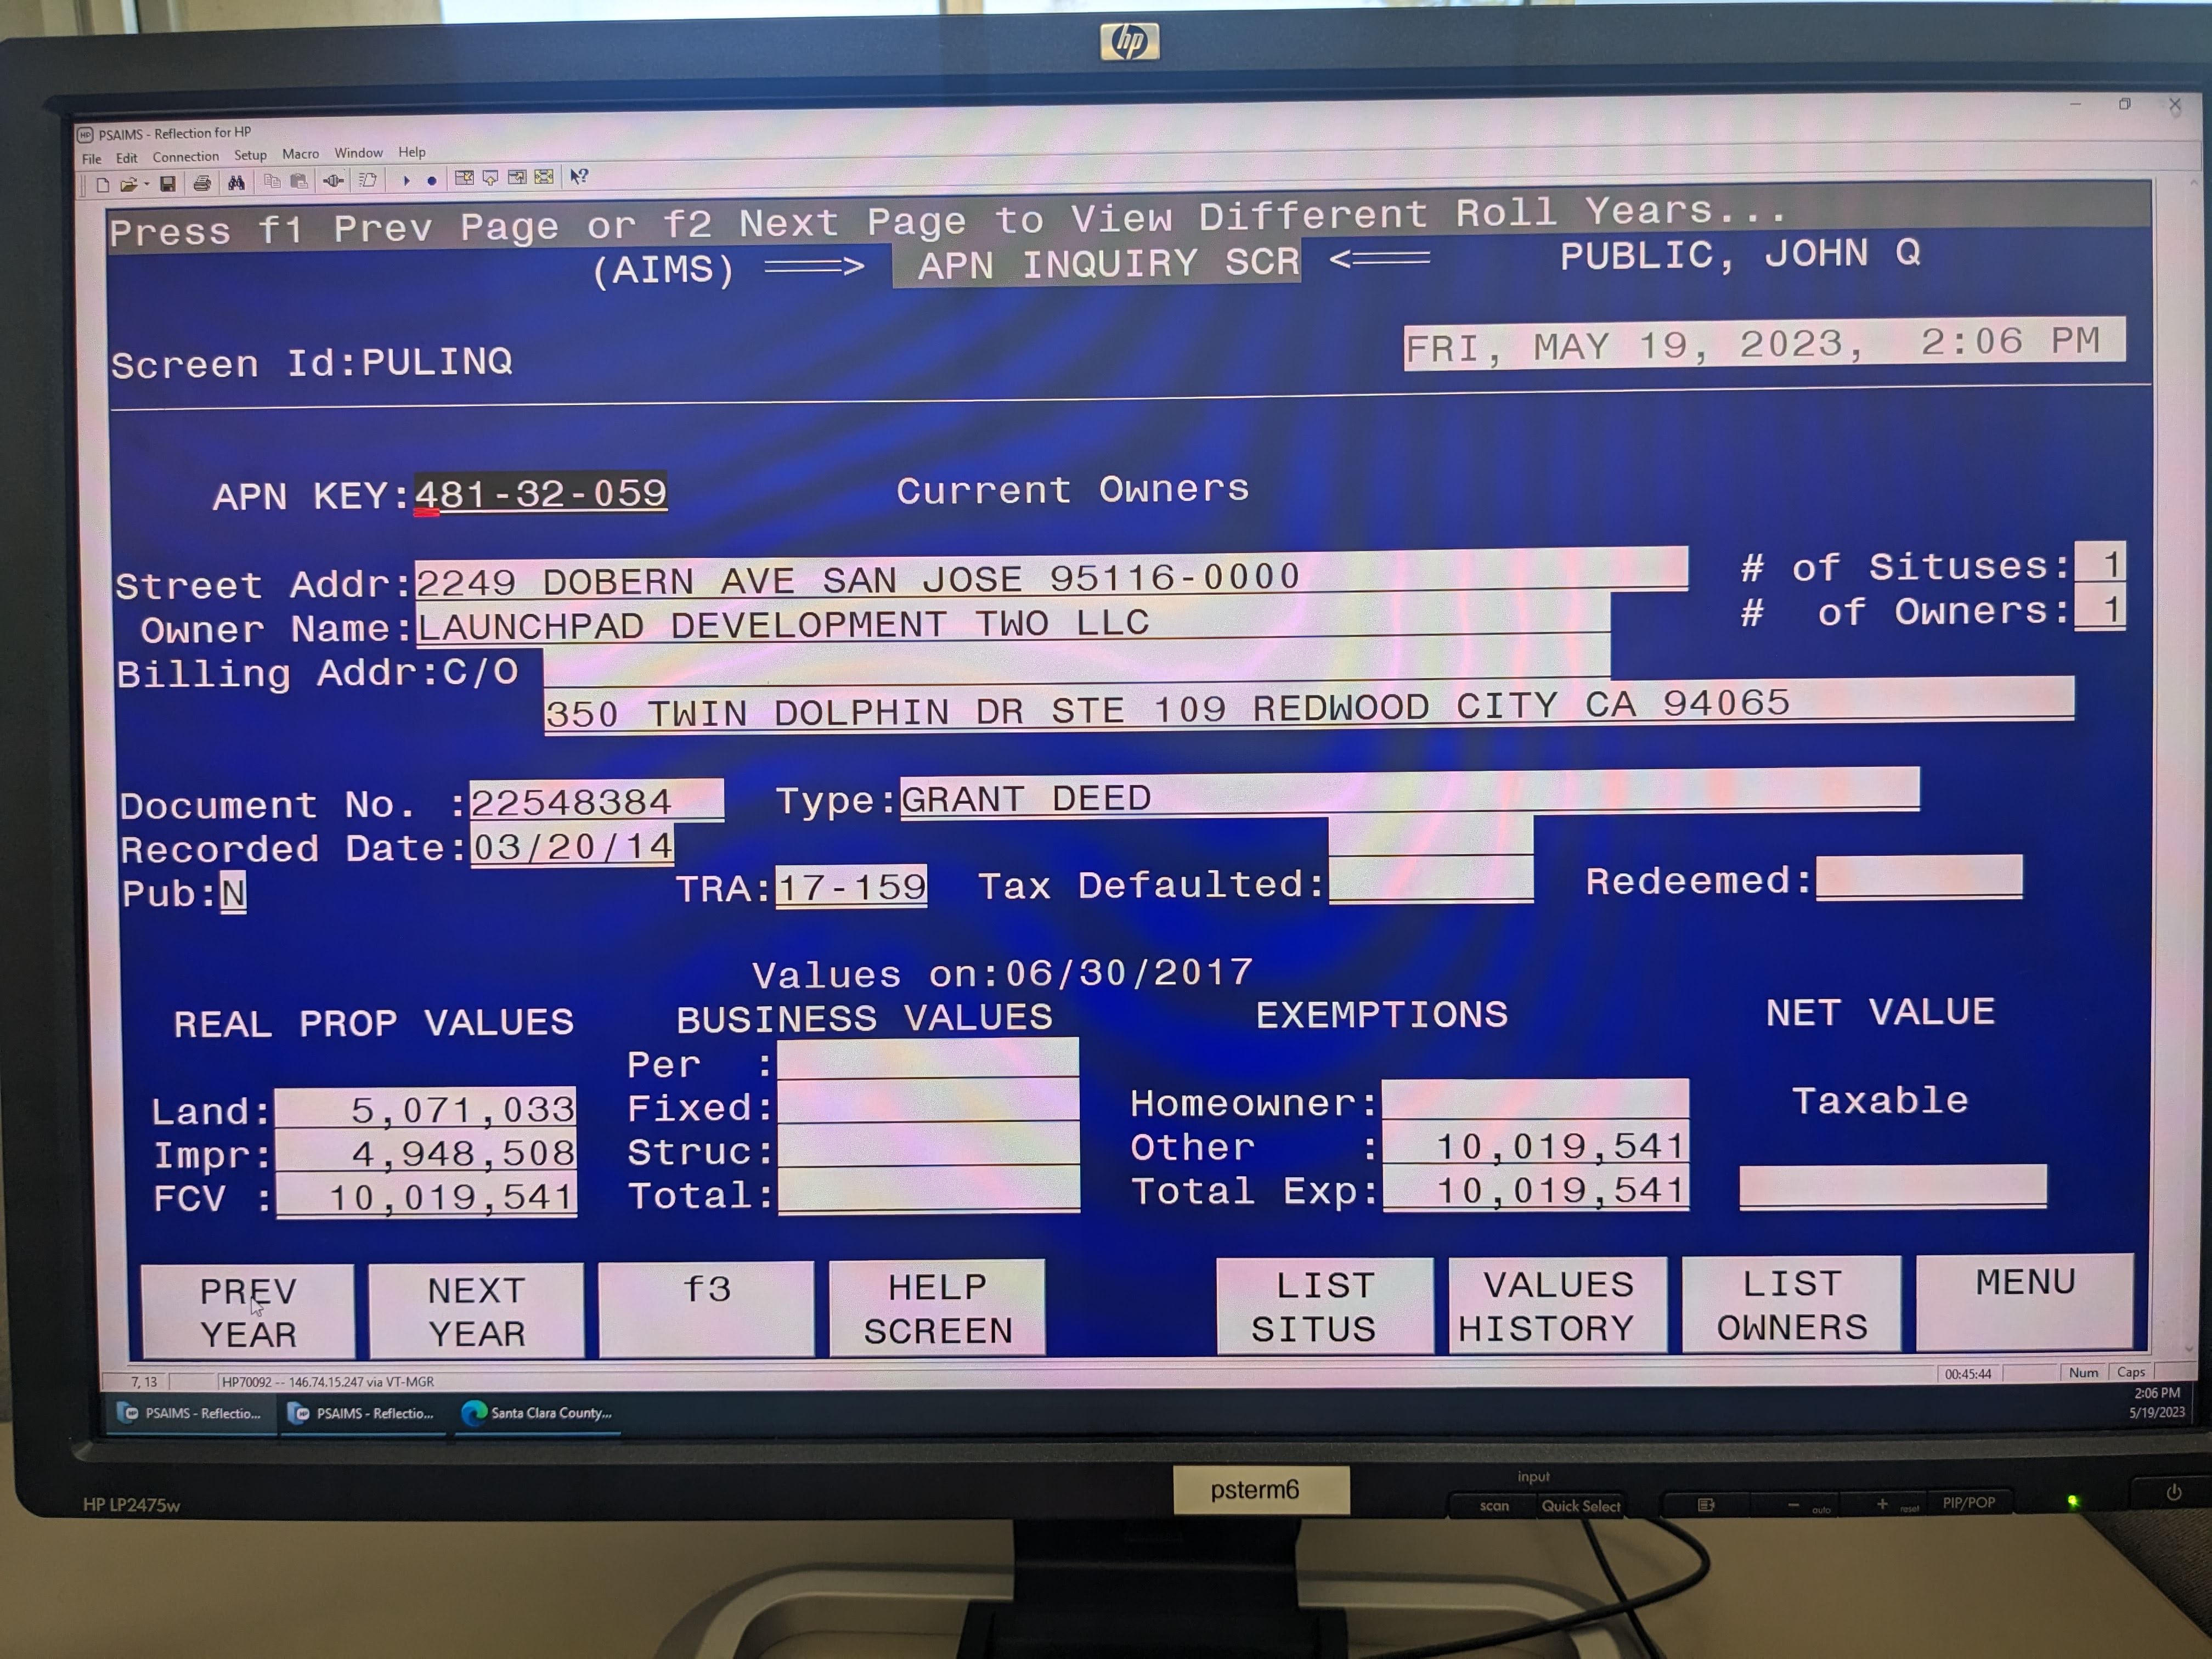 hp
PSAIMS - Reflection for HP
File Edit Connection Setup Macro Window Help
Press f1 Prev Page or f2 Next Page to View Different Roll Years...
(AIMS) ===> APN INQUIRY SCR <=== PUBLIC, JOHN Q
Screen Id:PULINQ FRI, MAY 19, 2023, 2:06 PM
APN KEY:481-32-059 Current Owners
Street Addr:2249 DOBERN AVE SAN JOSE 95116-0000 # of Situses: 1
Owner Name:LAUNCHPAD DEVELOPMENT TWO LLC # of Owners: 1
Billing Addr:C/O
350 TWIN DOLPHIN DR STE 109 REDWOOD CITY CA 94065
Document No. :22548384 Type:GRANT DEED
Recorded Date:03/20/14
Pub:N TRA:17-159 Tax Defaulted: Redeemed:
Values on:06/30/2017
REAL PROP VALUES BUSINESS VALUES EXEMPTIONS NET VALUE
Per :
Land: 5,071,033 Fixed: Homeowner: Taxable
Impr: 4,948,508 Struc: Other : 10,019,541
FCV : 10,019,541 Total: Total Exp: 10,019,541
PREV YEAR NEXT YEAR f3 HELP SCREEN LIST SITUS VALUES HISTORY LIST OWNERS MENU
7, 13 HP70092 -- 146.74.15.247 via VT-MGR 00:45:44 Num Caps
PSAIMS - Reflectio... PSAIMS - Reflectio... Santa Clara County... 2:06 PM
5/19/2023
HP LP2475w psterm6 input
scan Quick Select - auto + reset PIP/POP